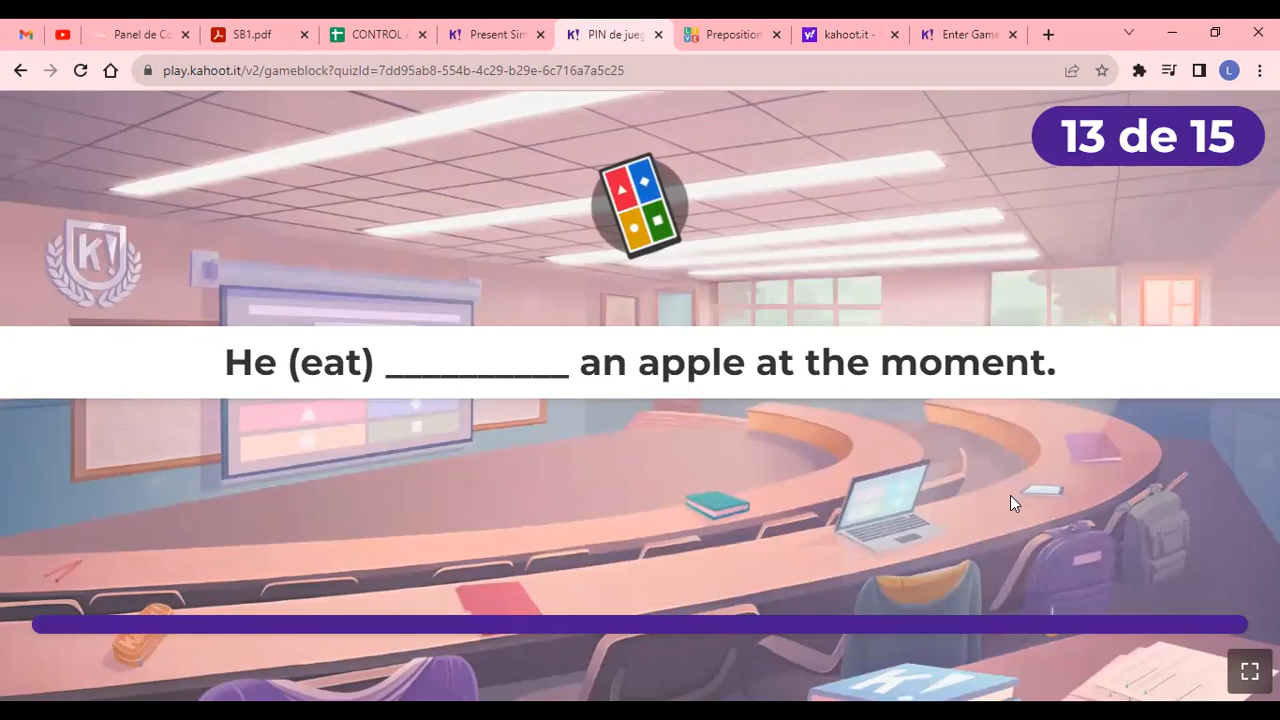 Panel de Co
SB1.pdf
CONTROL A
K! Present Sim
K! PIN de jueg
LIVE Preposition
y! kahoot.it -
K! Enter Game
play.kahoot.it/v2/gameblock?quizId=7dd95ab8-554b-4c29-b29e-6c716a7a5c25
L
13 de 15
K!
He (eat) __________ an apple at the moment.
K!